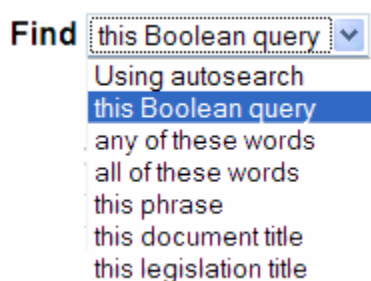 Find this Boolean query
Using autosearch
this Boolean query
any of these words
all of these words
this phrase
this document title
this legislation title